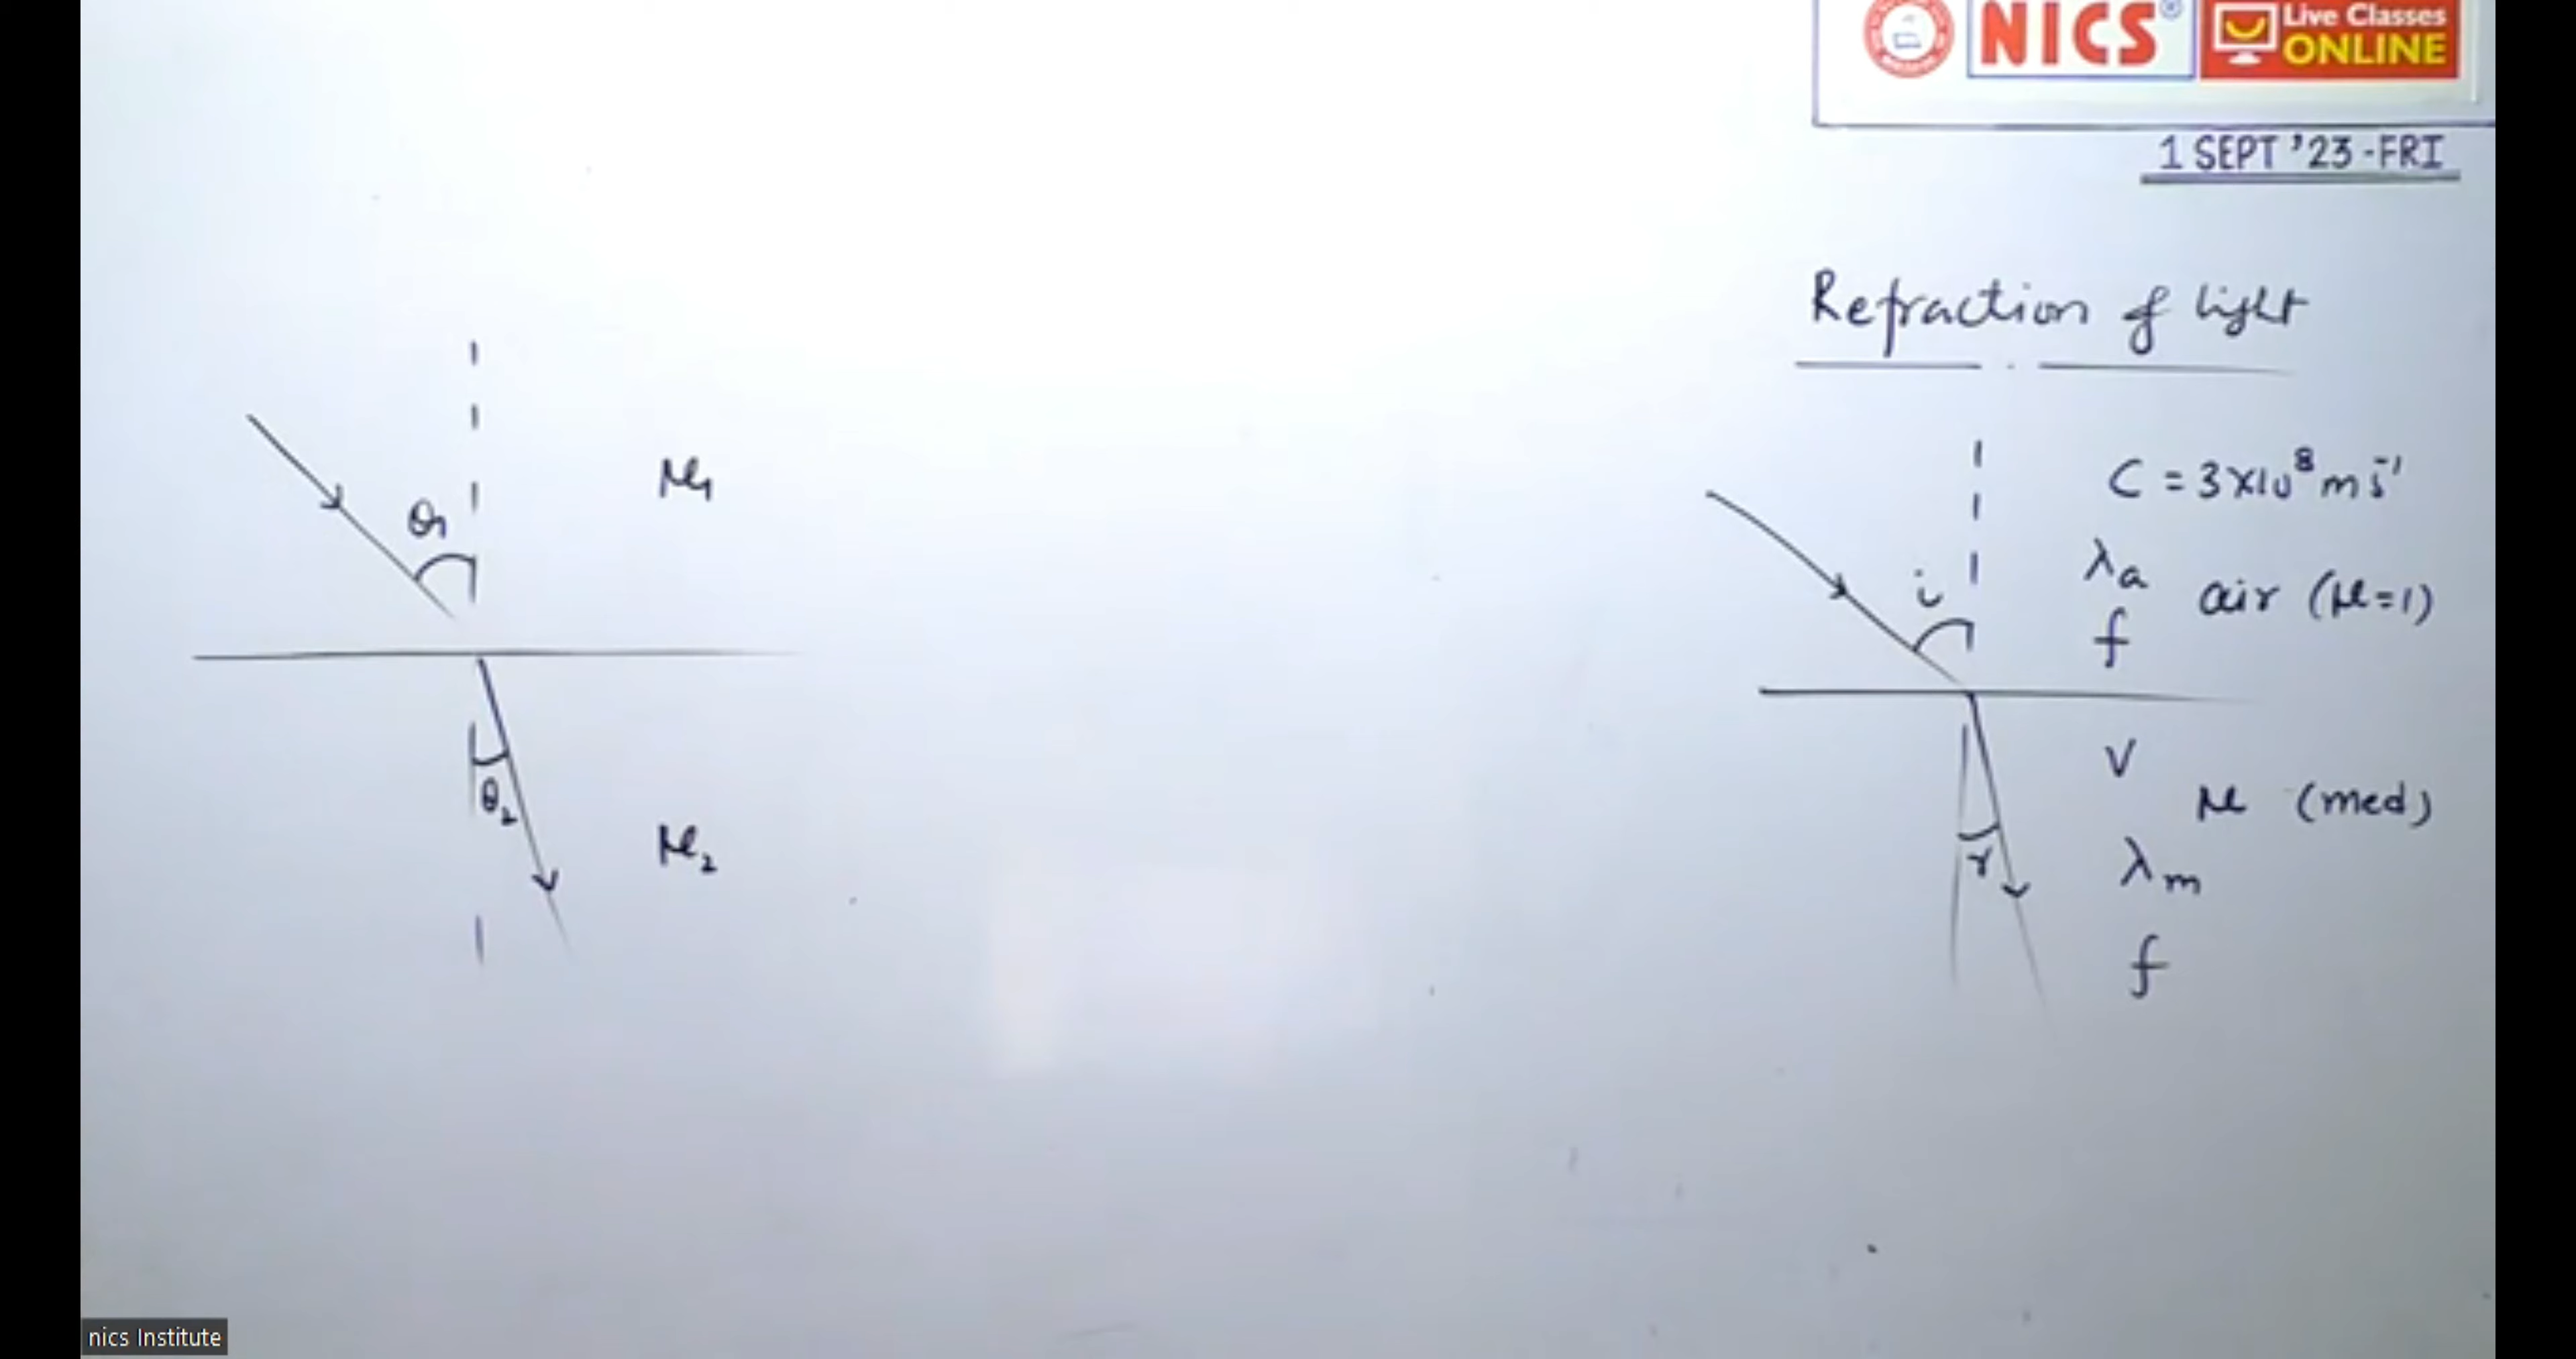 NICS®
Live Classes
ONLINE
1 SEPT '23 - FRI
Refraction of light
θ₁
μ₁
θ₂
μ₂
C = 3×10⁸ m s⁻¹
λa
air (μ=1)
f
i
V
μ (med)
r
λm
f
nics Institute